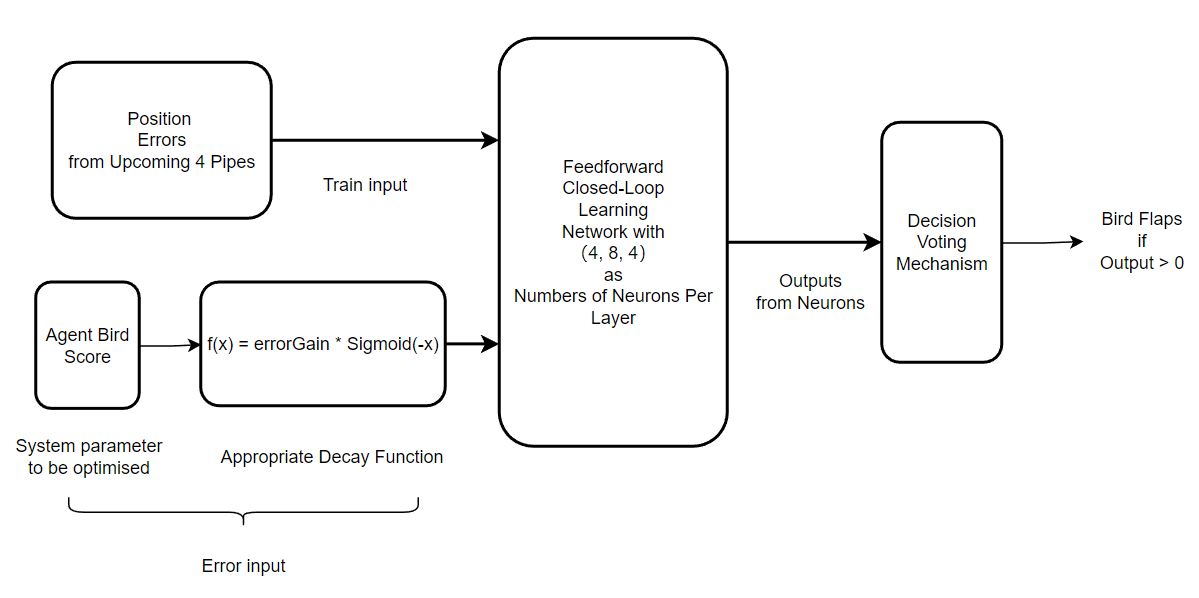 Position
Errors
from Upcoming 4 Pipes
Train input
Feedforward
Closed-Loop
Learning
Network with
(4, 8, 4)
as
Numbers of Neurons Per
Layer
Outputs
from Neurons
Decision
Voting
Mechanism
Bird Flaps
if
Output > 0
Agent Bird
Score
f(x) = errorGain * Sigmoid(-x)
System parameter
to be optimised
Appropriate Decay Function
Error input